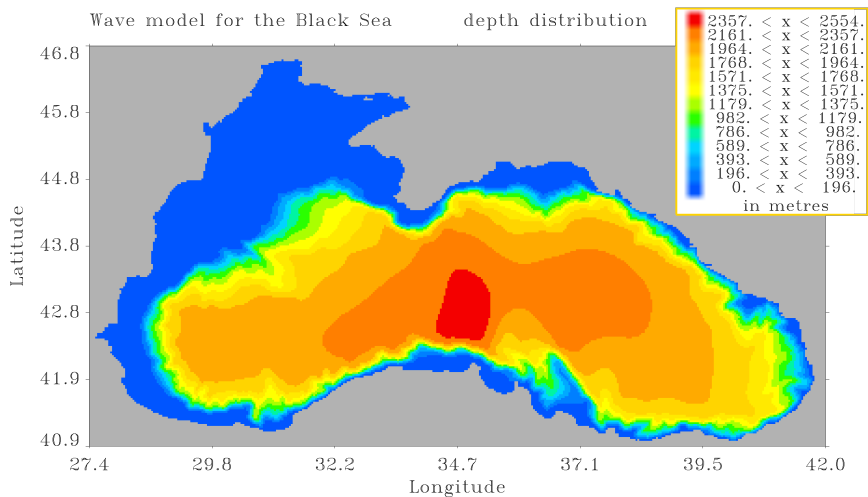 Wave model for the Black Sea depth distribution
2357. < x < 2554.
2161. < x < 2357.
1964. < x < 2161.
1768. < x < 1964.
1571. < x < 1768.
1375. < x < 1571.
1179. < x < 1375.
982. < x < 1179.
786. < x < 982.
589. < x < 786.
393. < x < 589.
196. < x < 393.
0. < x < 196.
in metres
46.8
45.8
44.8
43.8
42.8
41.9
40.9
Latitude
27.4 29.8 32.2 34.7 37.1 39.5 42.0
Longitude